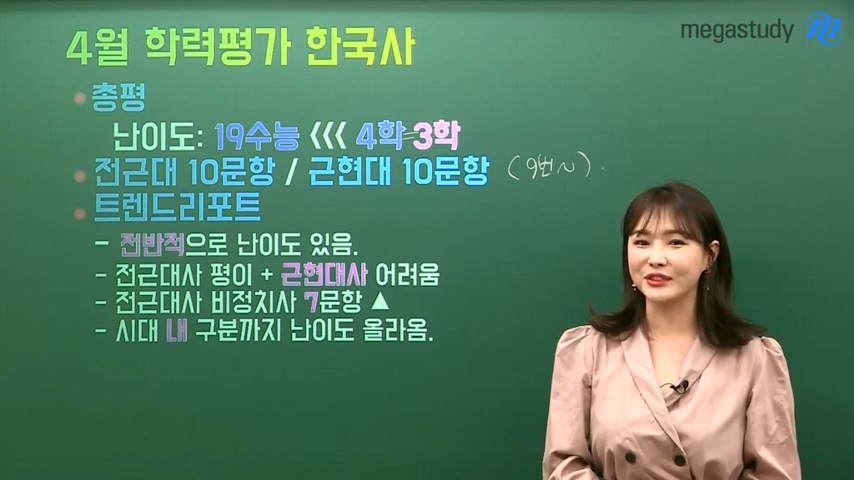 megastudy
4월 학력평가 한국사
• 총평
난이도: 19수능 <<< 4학=3학
• 전근대 10문항 / 근현대 10문항 (9번~).
• 트렌드리포트
- 전반적으로 난이도 있음.
- 전근대사 평이 + 근현대사 어려움
- 전근대사 비정치사 7문항 ▲
- 시대 내 구분까지 난이도 올라옴.